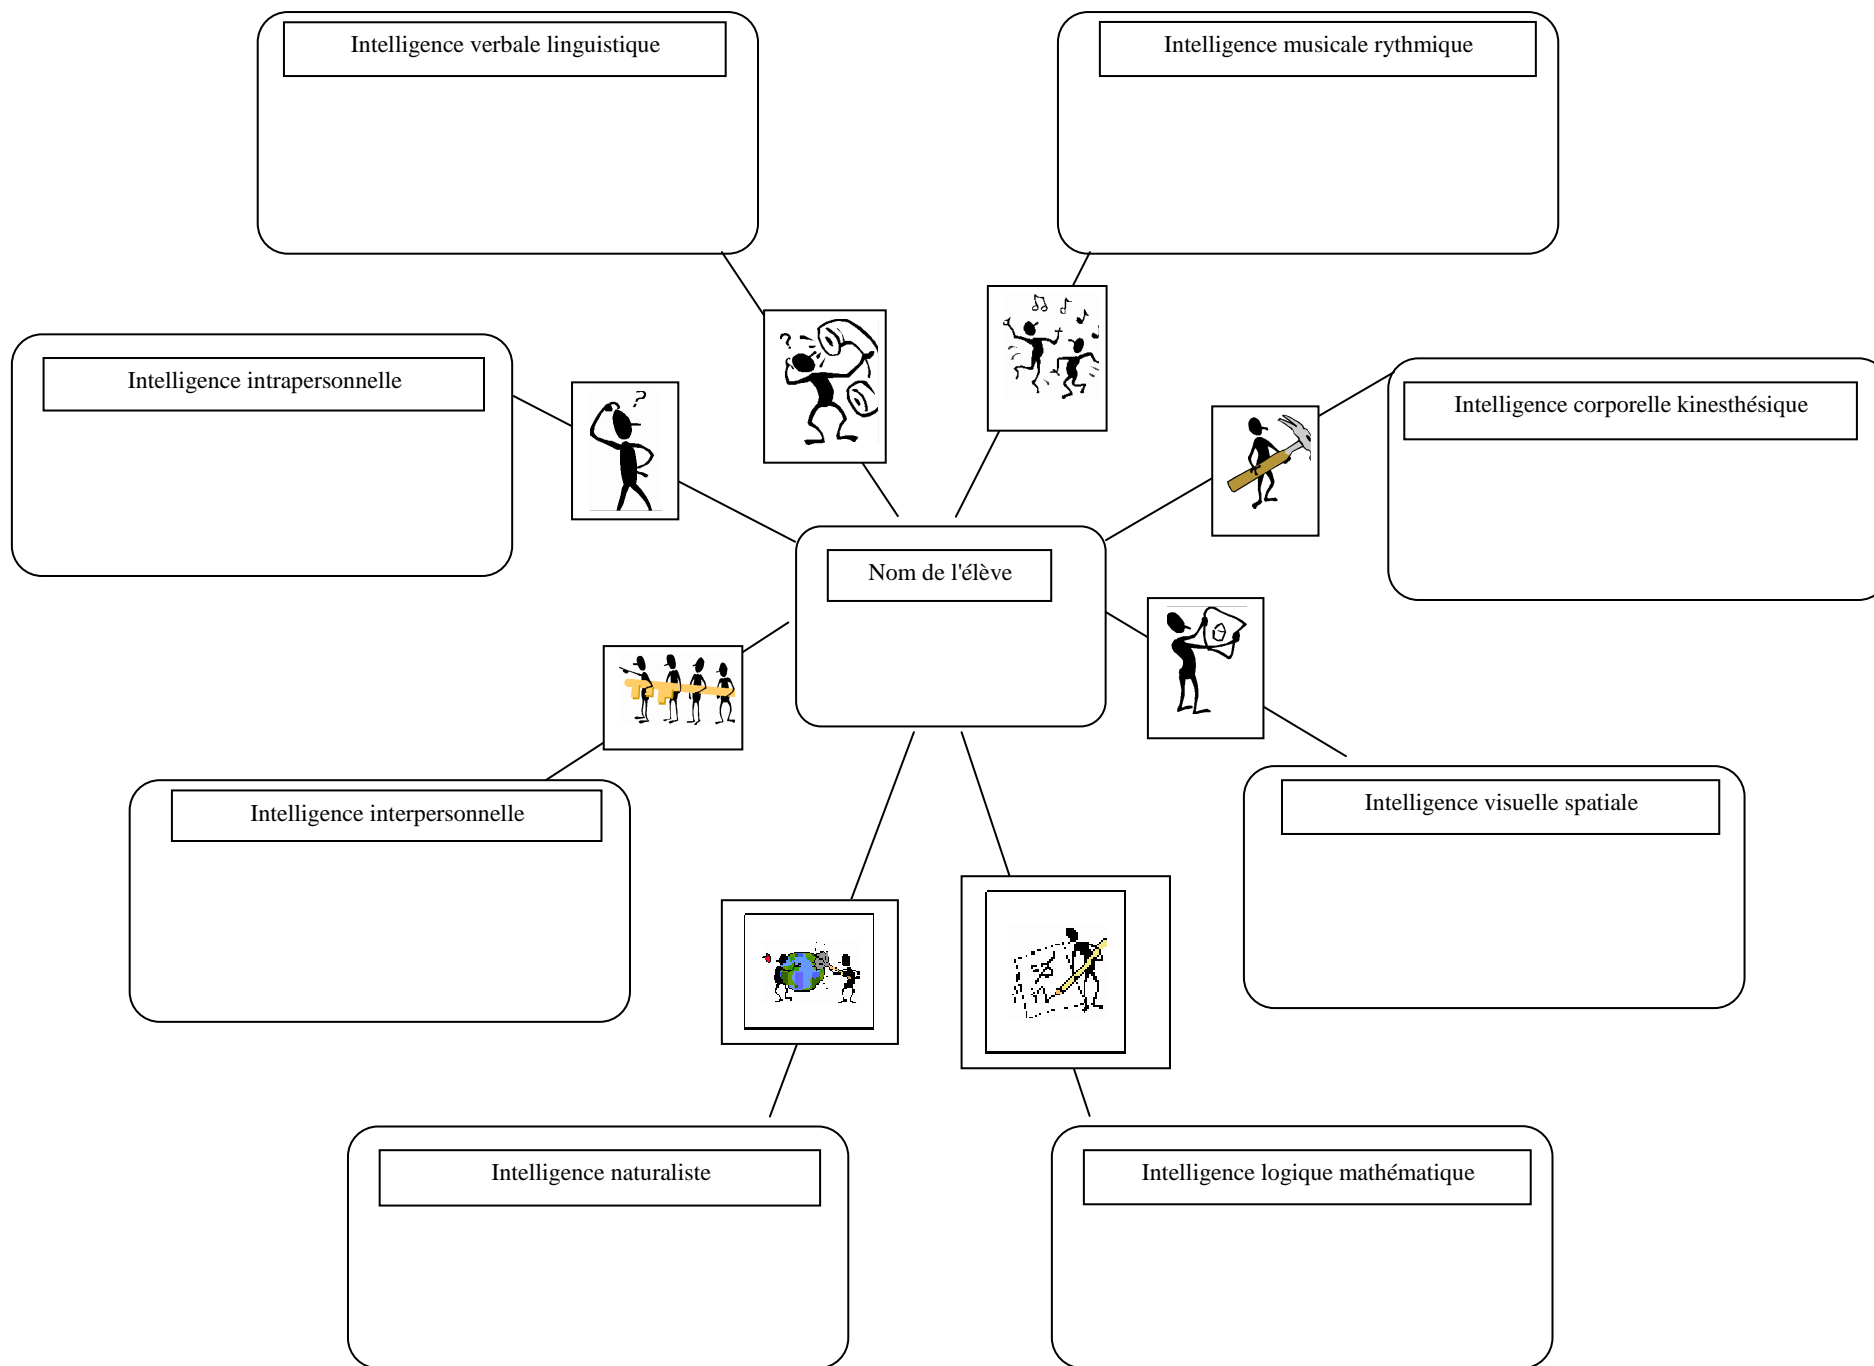 Intelligence verbale linguistique
Intelligence musicale rythmique
Intelligence intrapersonnelle
Intelligence corporelle kinesthésique
Nom de l'élève
Intelligence interpersonnelle
Intelligence visuelle spatiale
Intelligence naturaliste
Intelligence logique mathématique